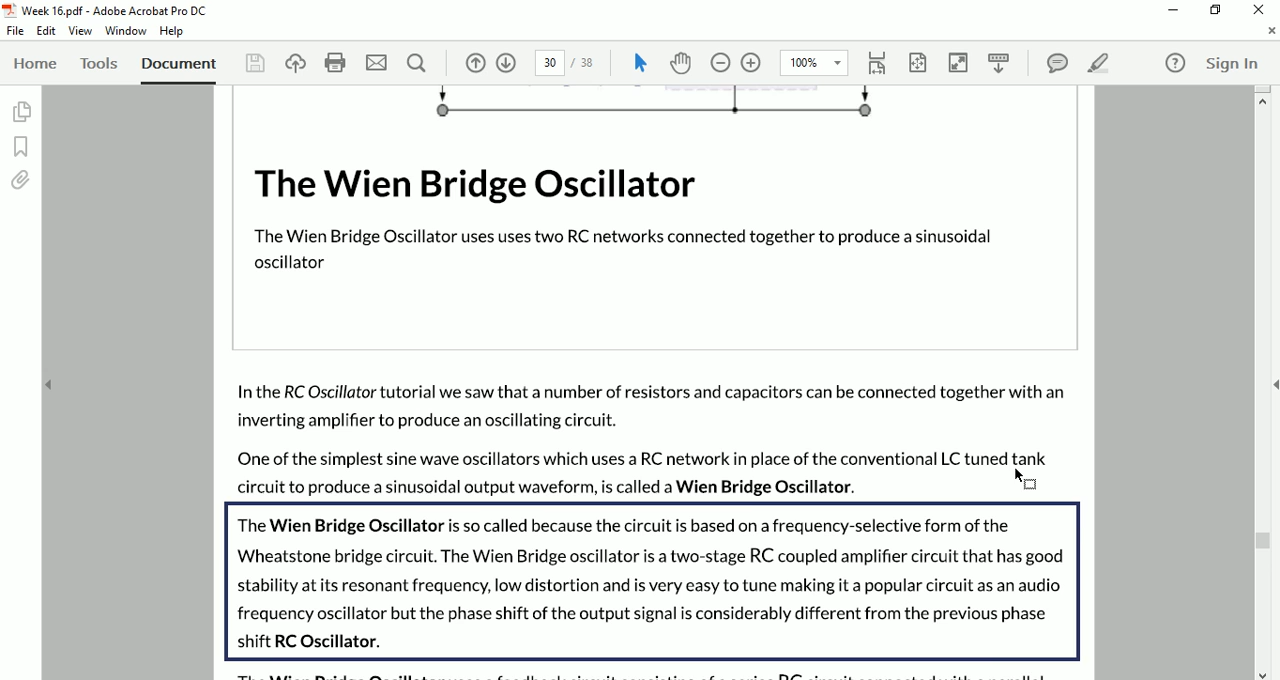 Week 16.pdf - Adobe Acrobat Pro DC
File Edit View Window Help
Home Tools Document 30 / 38 100% Sign In
The Wien Bridge Oscillator
The Wien Bridge Oscillator uses uses two RC networks connected together to produce a sinusoidal
oscillator
In the RC Oscillator tutorial we saw that a number of resistors and capacitors can be connected together with an
inverting amplifier to produce an oscillating circuit.
One of the simplest sine wave oscillators which uses a RC network in place of the conventional LC tuned tank
circuit to produce a sinusoidal output waveform, is called a Wien Bridge Oscillator.
The Wien Bridge Oscillator is so called because the circuit is based on a frequency-selective form of the
Wheatstone bridge circuit. The Wien Bridge oscillator is a two-stage RC coupled amplifier circuit that has good
stability at its resonant frequency, low distortion and is very easy to tune making it a popular circuit as an audio
frequency oscillator but the phase shift of the output signal is considerably different from the previous phase
shift RC Oscillator.